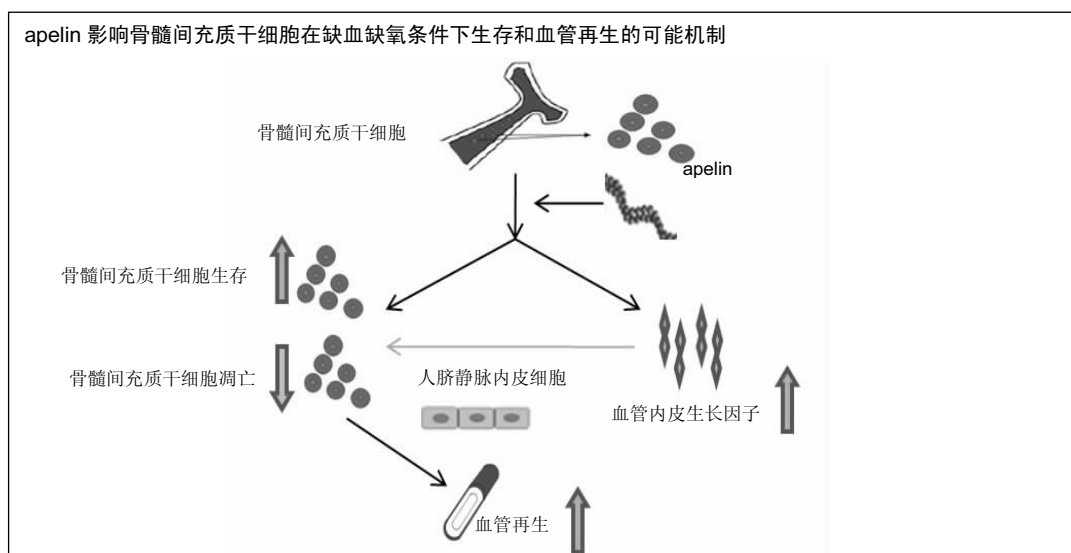 apelin 影响骨髓间充质干细胞在缺血缺氧条件下生存和血管再生的可能机制
骨髓间充质干细胞
apelin
骨髓间充质干细胞生存
骨髓间充质干细胞凋亡
人脐静脉内皮细胞
血管内皮生长因子
血管再生